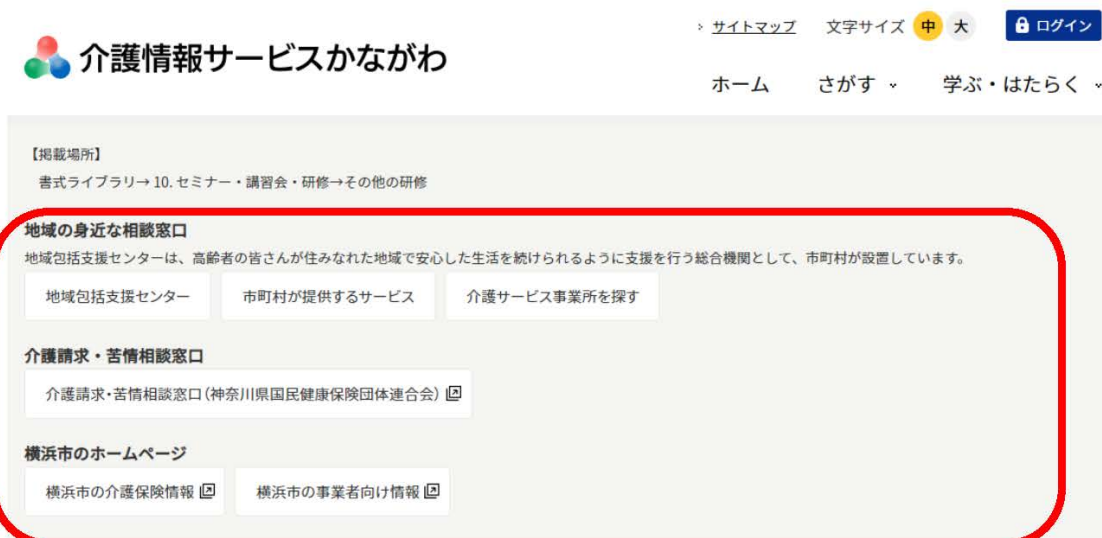 サイトマップ 文字サイズ 中 大 ログイン
介護情報サービスかながわ
ホーム さがす 学ぶ・はたらく
【掲載場所】
書式ライブラリ→10.セミナー・講習会・研修→その他の研修
地域の身近な相談窓口
地域包括支援センターは、高齢者の皆さんが住みなれた地域で安心した生活を続けられるように支援を行う総合機関として、市町村が設置しています。
地域包括支援センター 市町村が提供するサービス 介護サービス事業所を探す
介護請求・苦情相談窓口
介護請求・苦情相談窓口(神奈川県国民健康保険団体連合会)
横浜市のホームページ
横浜市の介護保険情報 横浜市の事業者向け情報